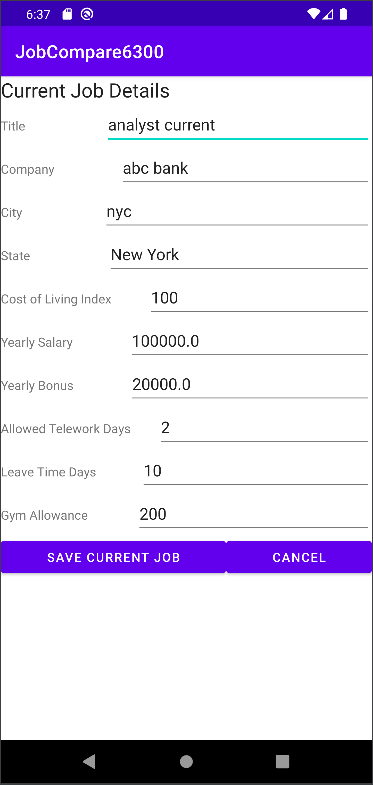 6:37
JobCompare6300
Current Job Details
Title analyst current
Company abc bank
City nyc
State New York
Cost of Living Index 100
Yearly Salary 100000.0
Yearly Bonus 20000.0
Allowed Telework Days 2
Leave Time Days 10
Gym Allowance 200
SAVE CURRENT JOB CANCEL